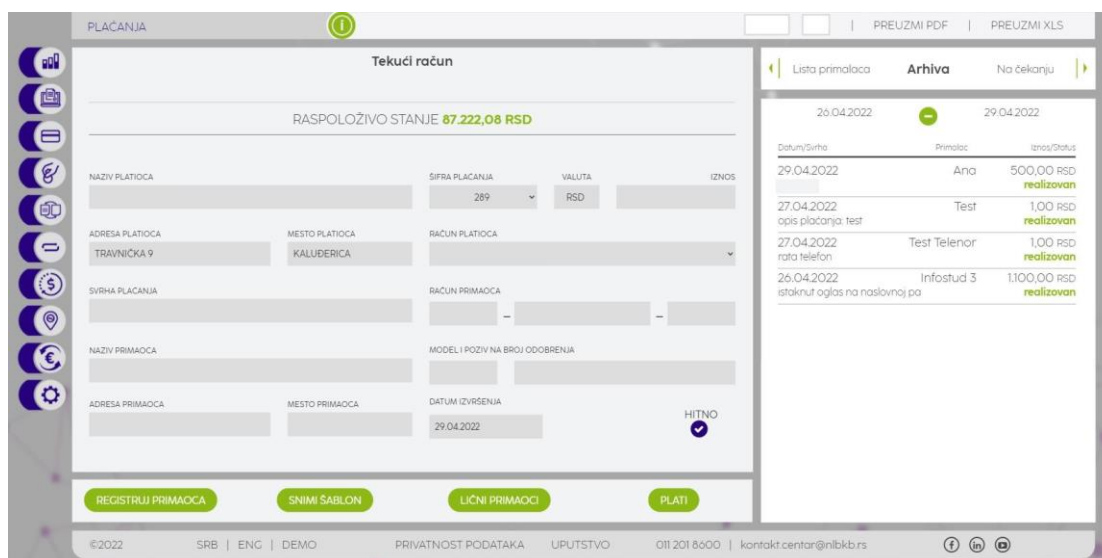 PLAĆANJA | PREUZMI PDF | PREUZMI XLS
Tekući račun
RASPOLOŽIVO STANJE 87.222,08 RSD
NAZIV PLATIOCA
ŠIFRA PLAĆANJA VALUTA IZNOS
289 RSD
ADRESA PLATIOCA MESTO PLATIOCA RAČUN PLATIOCA
TRAVNIČKA 9 KALUĐERICA
SVRHA PLAĆANJA RAČUN PRIMAOCA
– –
NAZIV PRIMAOCA MODEL I POZIV NA BROJ ODOBRENJA
ADRESA PRIMAOCA MESTO PRIMAOCA DATUM IZVRŠENJA
29.04.2022
HITNO
REGISTRUJ PRIMAOCA SNIMI ŠABLON LIČNI PRIMAOCI PLATI
Lista primalaca Arhiva Na čekanju
26.04.2022 29.04.2022
Datum/Svrha Primalac Iznos/Status
29.04.2022 Ana 500,00 RSD
realizovan
27.04.2022 Test 1,00 RSD
opis plaćanja: test realizovan
27.04.2022 Test Telenor 1,00 RSD
rata telefon realizovan
26.04.2022 Infostud 3 1.100,00 RSD
istaknut oglas na naslovnoj pa realizovan
©2022 SRB | ENG | DEMO PRIVATNOST PODATAKA UPUTSTVO 011 201 8600 | kontakt.centar@nlbkb.rs